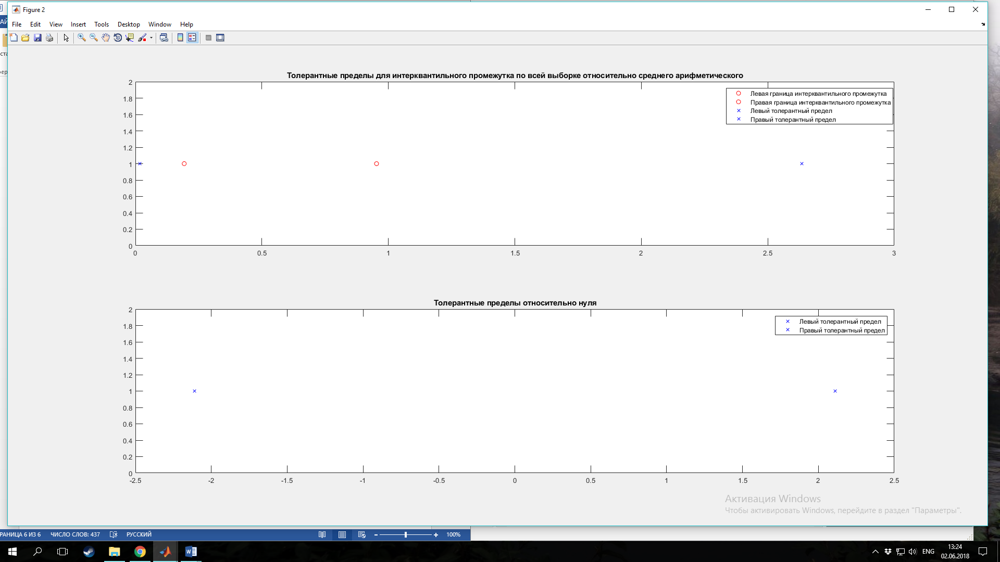 Figure 2
File Edit View Insert Tools Desktop Window Help
Толерантные пределы для интерквантильного промежутка по всей выборке относительно среднего арифметического
2
1.8
1.6
1.4
1.2
1
0.8
0.6
0.4
0.2
0
0 0.5 1 1.5 2 2.5 3
Левая граница интерквантильного промежутка
Правая граница интерквантильного промежутка
Левый толерантный предел
Правый толерантный предел
Толерантные пределы относительно нуля
2
1.8
1.6
1.4
1.2
1
0.8
0.6
0.4
0.2
0
-2.5 -2 -1.5 -1 -0.5 0 0.5 1 1.5 2 2.5
Левый толерантный предел
Правый толерантный предел
Активация Windows
Чтобы активировать Windows, перейдите в раздел "Параметры".
РАНИЦА 6 ИЗ 6 ЧИСЛО СЛОВ: 437 РУССКИЙ 100%
ENG
13:24
02.06.2018